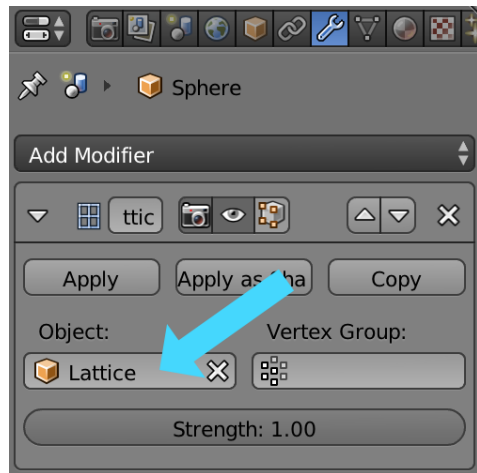 Sphere
Add Modifier
ttic
Apply Apply as Sha Copy
Object: Vertex Group:
Lattice
Strength: 1.00